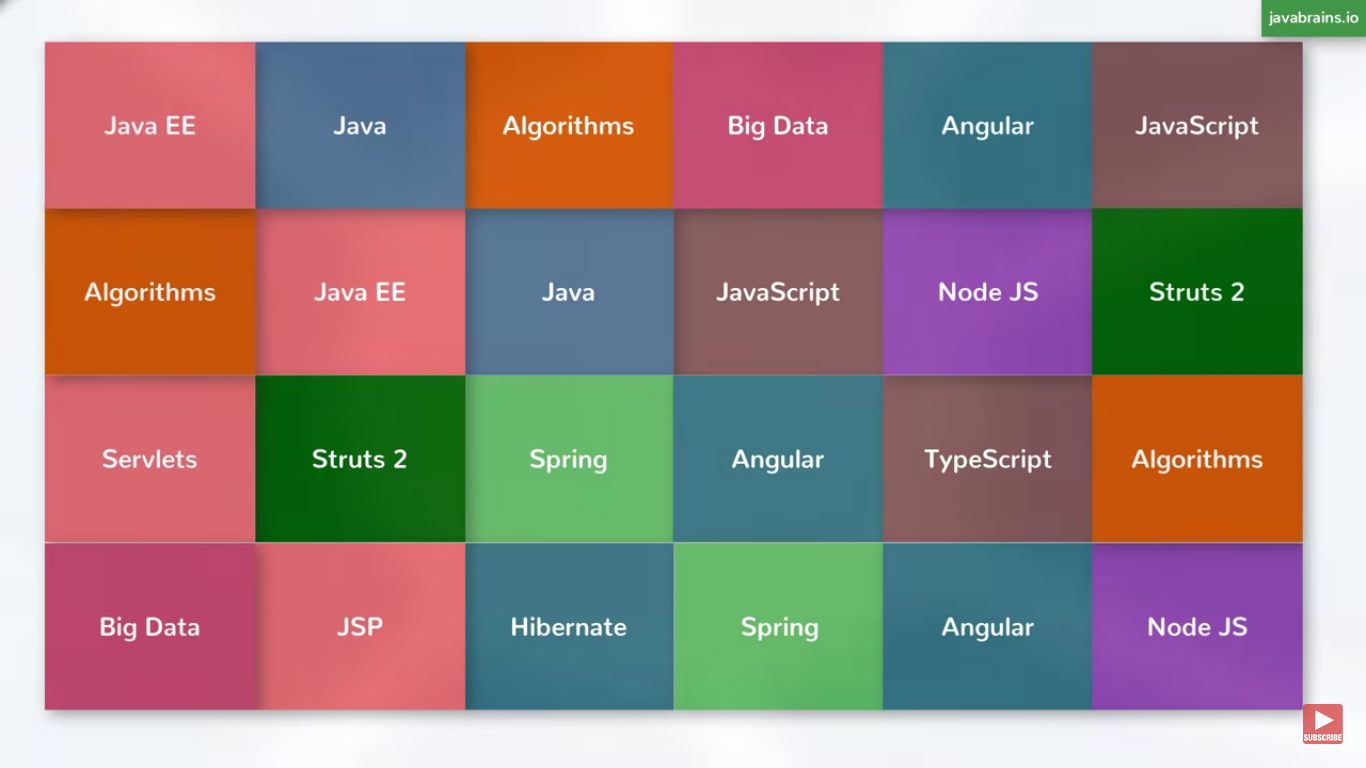 javabrains.io
Java EE
Java
Algorithms
Big Data
Angular
JavaScript
Algorithms
Java EE
Java
JavaScript
Node JS
Struts 2
Servlets
Struts 2
Spring
Angular
TypeScript
Algorithms
Big Data
JSP
Hibernate
Spring
Angular
Node JS
SUBSCRIBE